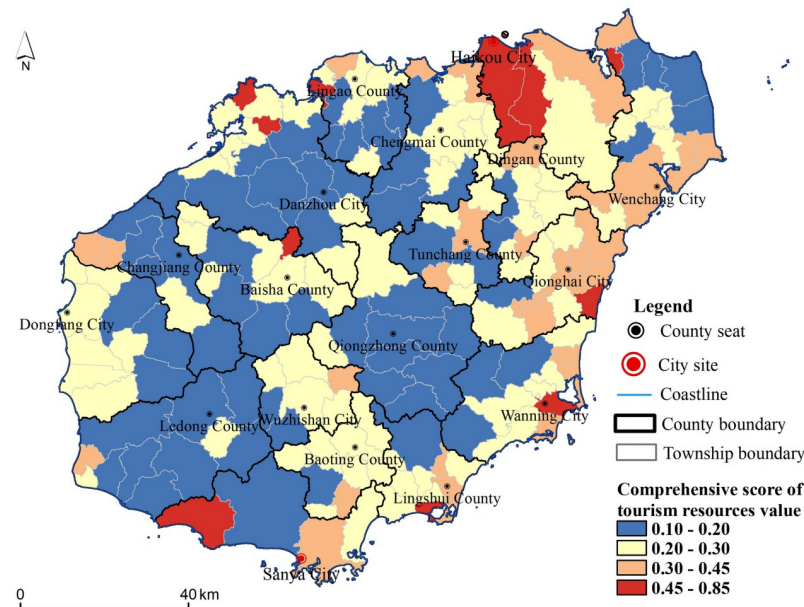 N
Haikou City
Lingao County
Chengmai County
Dingan County
Danzhou City
Wenchang City
Tunchang County
Changjiang County
Qionghai City
Baisha County
Dongfang City
Qiongzhong County
Wuzhishan City
Wanning City
Ledong County
Baoting County
Lingshui County
Sanya City
0 40 km
Legend
County seat
City site
Coastline
County boundary
Township boundary
Comprehensive score of
tourism resources value
0.10 - 0.20
0.20 - 0.30
0.30 - 0.45
0.45 - 0.85